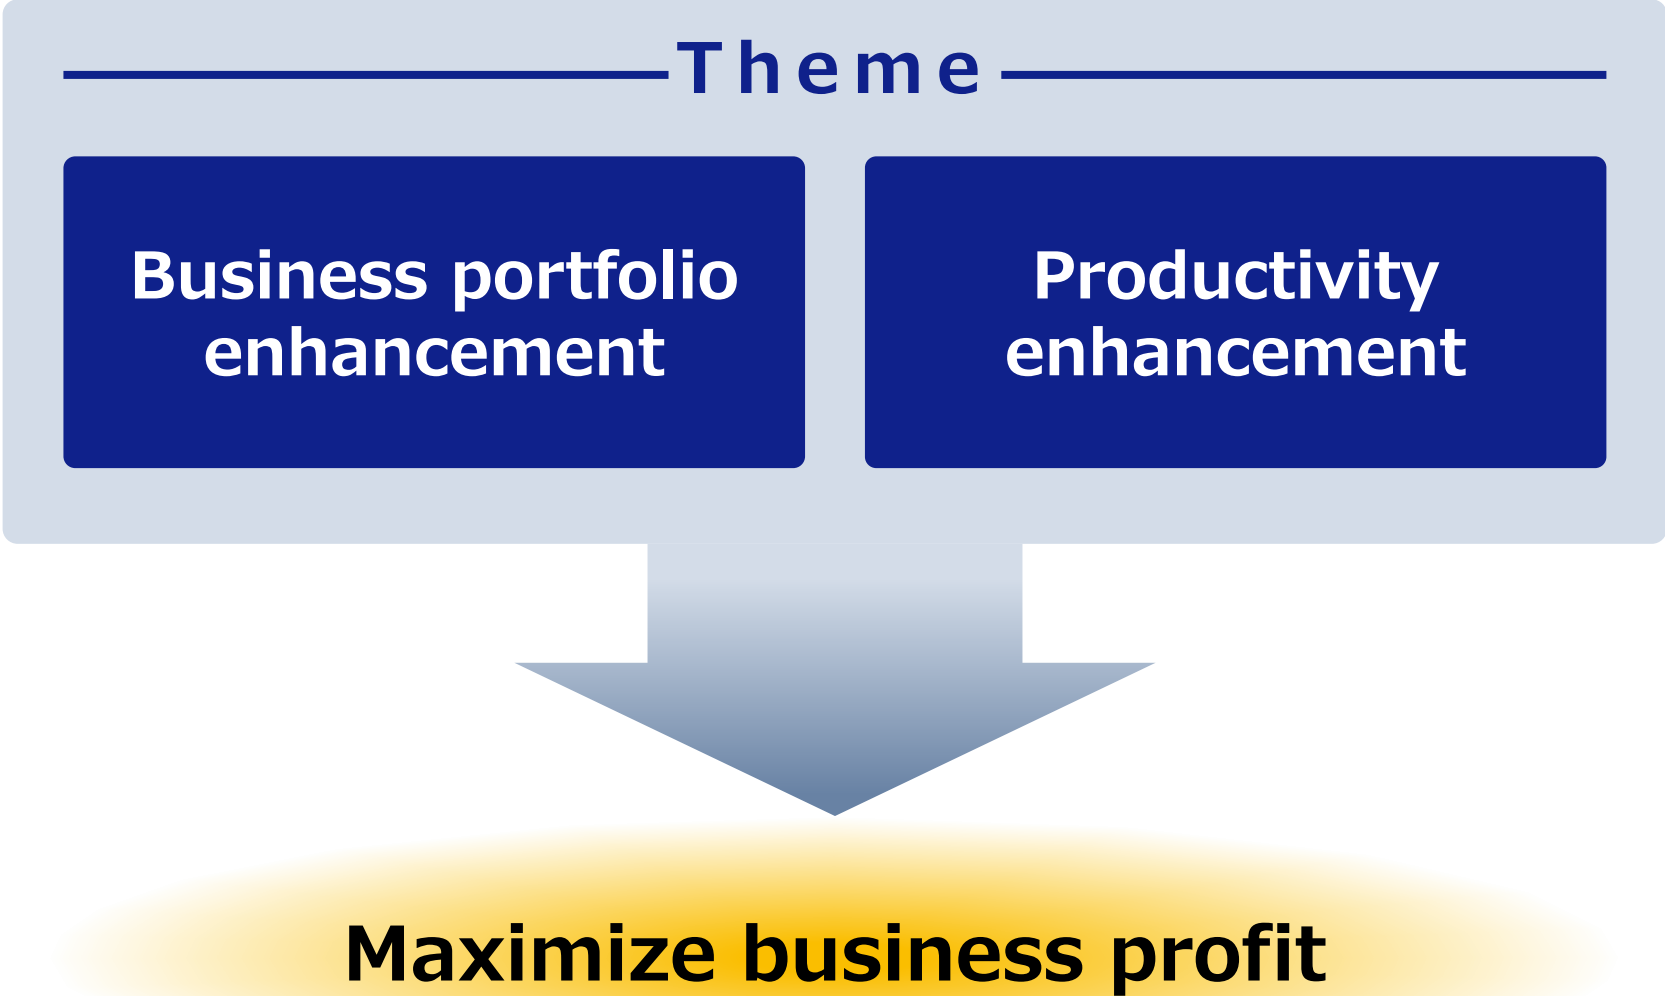 Theme
Business portfolio
enhancement
Productivity
enhancement
Maximize business profit